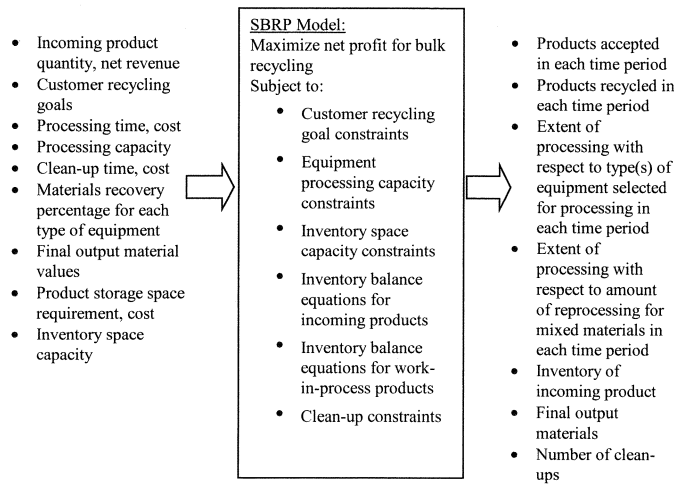 • Incoming product
quantity, net revenue
• Customer recycling
goals
• Processing time, cost
• Processing capacity
• Clean-up time, cost
• Materials recovery
percentage for each
type of equipment
• Final output material
values
• Product storage space
requirement, cost
• Inventory space
capacity
SBRP Model:
Maximize net profit for bulk
recycling
Subject to:
• Customer recycling
goal constraints
• Equipment
processing capacity
constraints
• Inventory space
capacity constraints
• Inventory balance
equations for
incoming products
• Inventory balance
equations for work-
in-process products
• Clean-up constraints
• Products accepted
in each time period
• Products recycled in
each time period
• Extent of
processing with
respect to type(s) of
equipment selected
for processing in
each time period
• Extent of
processing with
respect to amount
of reprocessing for
mixed materials in
each time period
• Inventory of
incoming product
• Final output
materials
• Number of clean-
ups